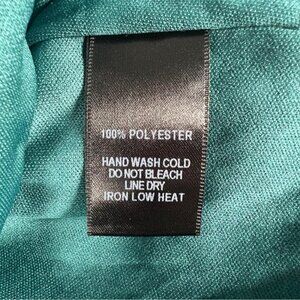 100% POLYESTER
HAND WASH COLD
DO NOT BLEACH
LINE DRY
IRON LOW HEAT